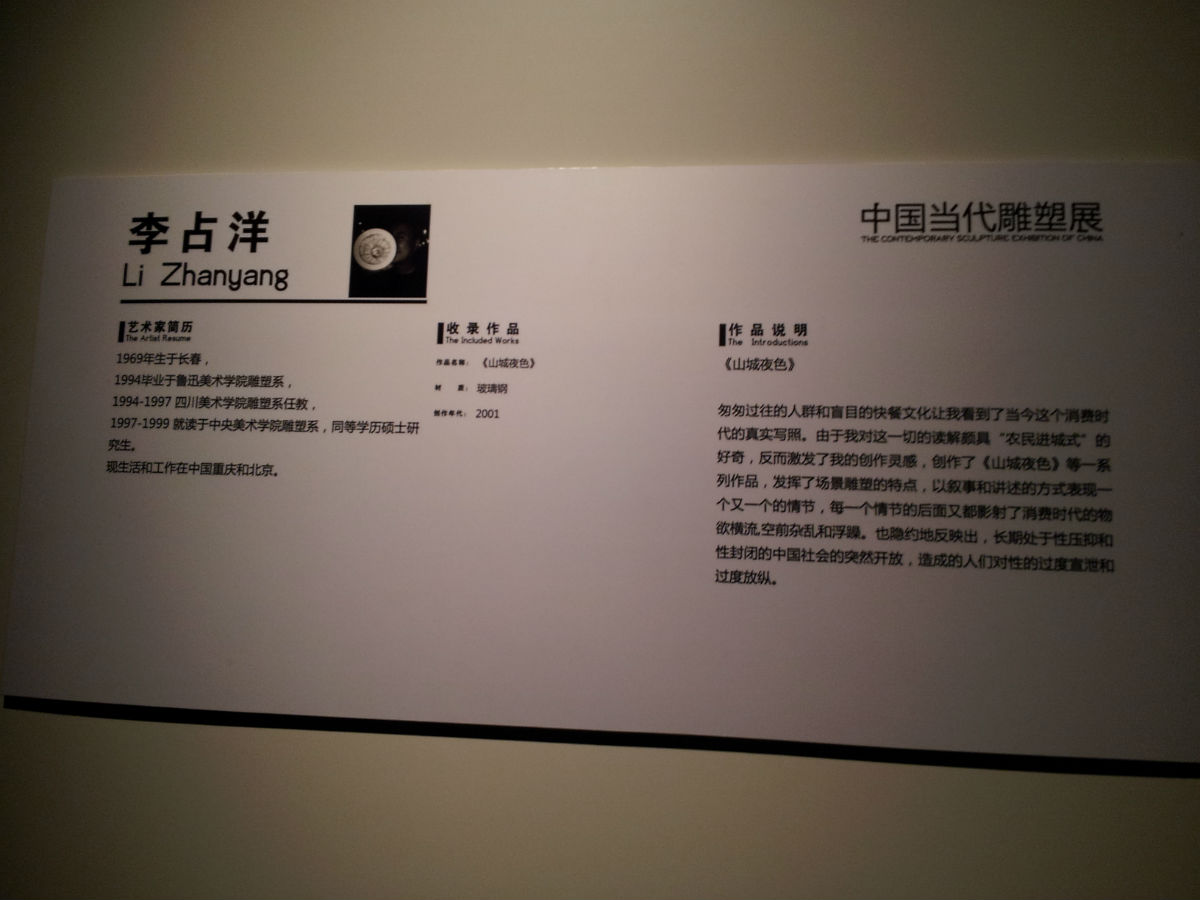 李占洋
Li Zhanyang
中国当代雕塑展
THE CONTEMPORARY SCULPTURE EXHIBITION OF CHINA
艺术家简历
The Artist Resume
1969年生于长春，
1994毕业于鲁迅美术学院雕塑系，
1994-1997 四川美术学院雕塑系任教，
1997-1999 就读于中央美术学院雕塑系，同等学历硕士研
究生。
现生活和工作在中国重庆和北京。
收录作品
The Included Works
作品名称：《山城夜色》
材 质：玻璃钢
创作年代：2001
作品说明
The Introductions
《山城夜色》
匆匆过往的人群和盲目的快餐文化让我看到了当今这个消费时
代的真实写照。由于我对这一切的读解颇具“农民进城式”的
好奇，反而激发了我的创作灵感，创作了《山城夜色》等一系
列作品，发挥了场景雕塑的特点，以叙事和讲述的方式表现一
个又一个的情节，每一个情节的后面又都影射了消费时代的物
欲横流,空前杂乱和浮躁。也隐约地反映出，长期处于性压抑和
性封闭的中国社会的突然开放，造成的人们对性的过度宣泄和
过度放纵。